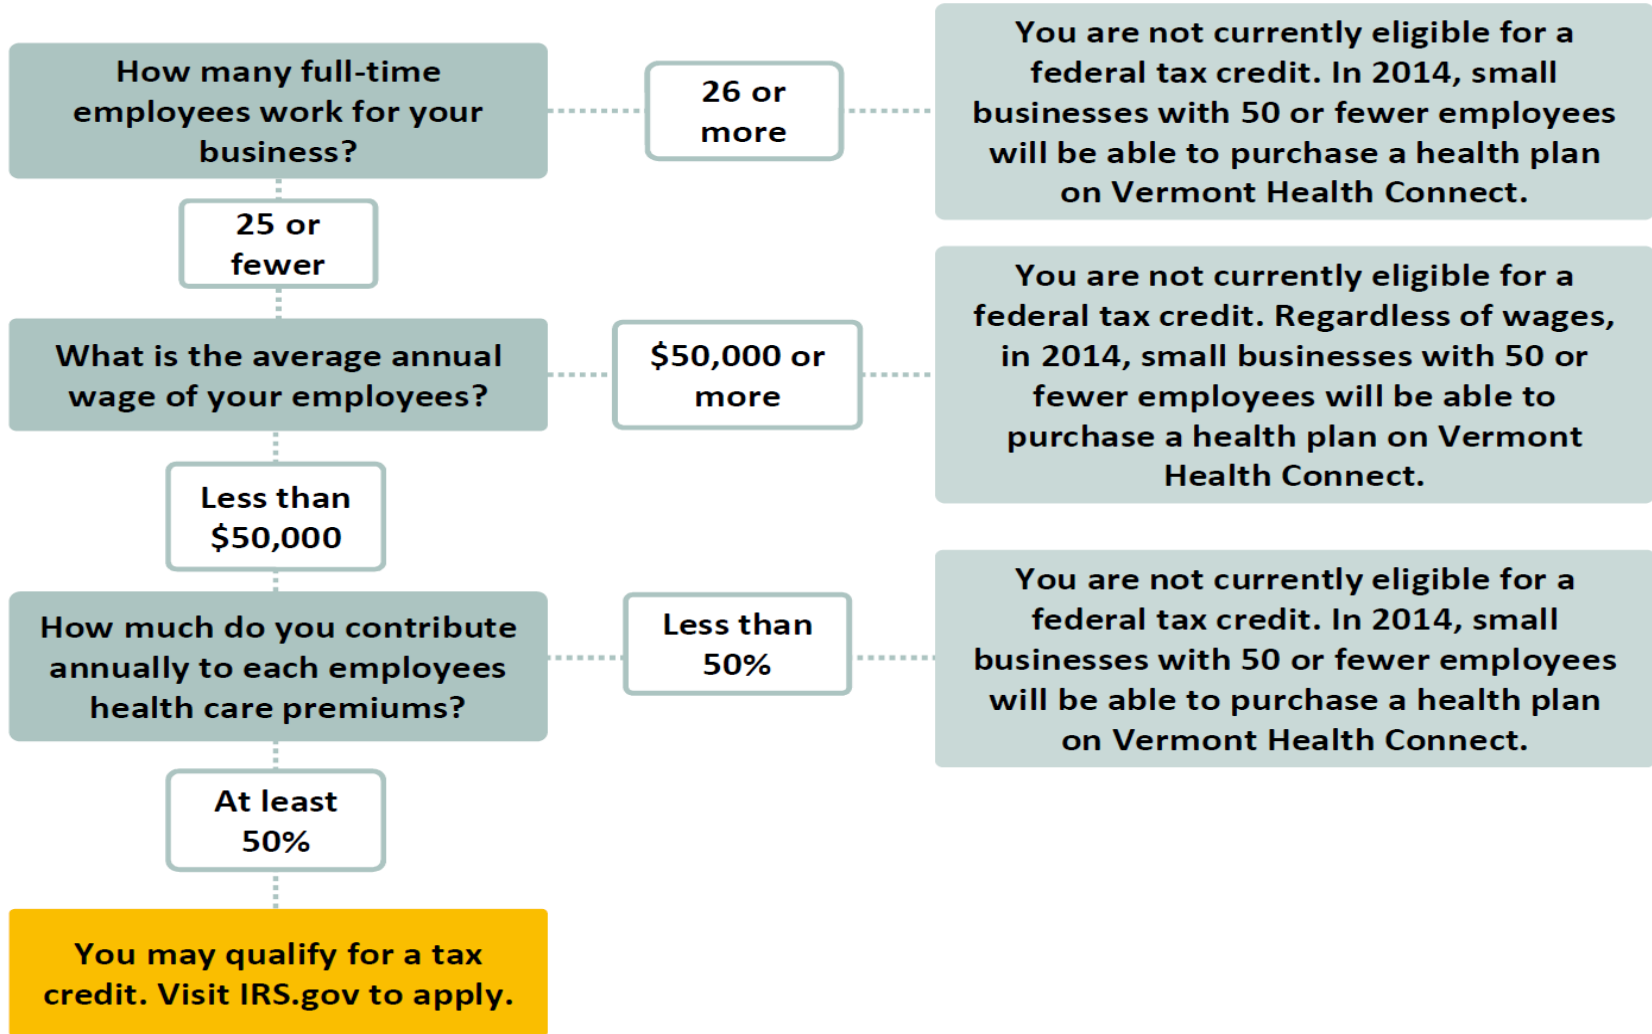 How many full-time
employees work for your
business?
26 or
more
You are not currently eligible for a
federal tax credit. In 2014, small
businesses with 50 or fewer employees
will be able to purchase a health plan
on Vermont Health Connect.
25 or
fewer
What is the average annual
wage of your employees?
$50,000 or
more
You are not currently eligible for a
federal tax credit. Regardless of wages,
in 2014, small businesses with 50 or
fewer employees will be able to
purchase a health plan on Vermont
Health Connect.
Less than
$50,000
How much do you contribute
annually to each employees
health care premiums?
Less than
50%
You are not currently eligible for a
federal tax credit. In 2014, small
businesses with 50 or fewer employees
will be able to purchase a health plan
on Vermont Health Connect.
At least
50%
You may qualify for a tax
credit. Visit IRS.gov to apply.